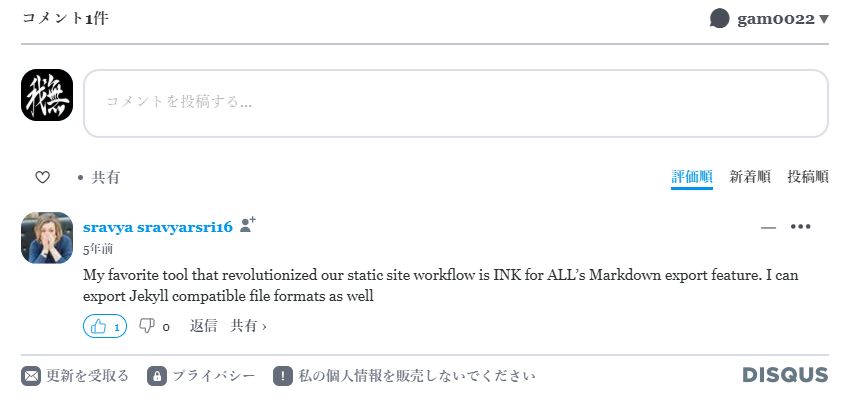 コメント1件
gam0022
我無
コメントを投稿する...
• 共有
評価順 新着順 投稿順
sravya sravyarsri16
5年前
My favorite tool that revolutionized our static site workflow is INK for ALL’s Markdown export feature. I can
export Jekyll compatible file formats as well
1 0 返信 共有 ›
更新を受取る プライバシー 私の個人情報を販売しないでください DISQUS